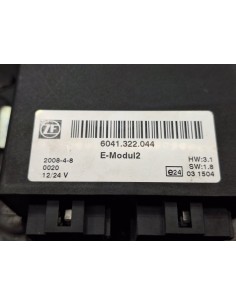 ZF
6041.322.044
E-Modul2
2008-4-8
0020
12/24 V
HW:3.1
SW:1.8
e24 03 1504